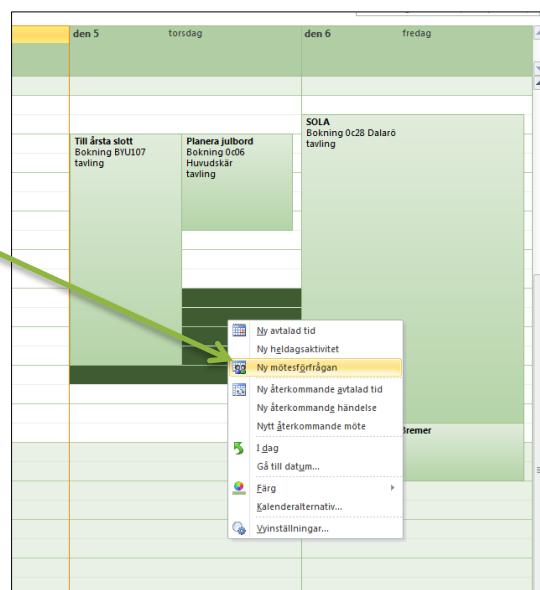 den 5 torsdag den 6 fredag
SOLA
Bokning 0c28 Dalarö
tavling
Till årsta slott
Bokning BYU107
tavling
Planera julbord
Bokning 0c06
Huvudskär
tavling
Ny avtalad tid
Ny heldagsaktivitet
Ny mötesförfrågan
Ny återkommande avtalad tid
Ny återkommande händelse
Nytt återkommande möte
I dag
Gå till datum...
Färg
Kalenderalternativ...
Vyinställningar...